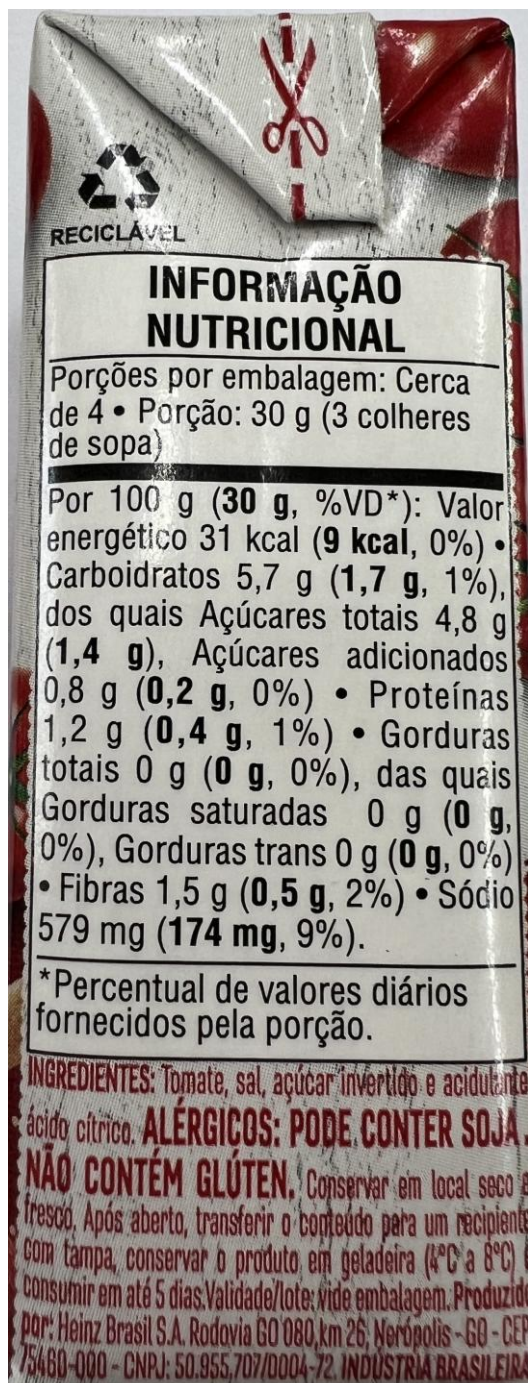 RECICLÁVEL
INFORMAÇÃO
NUTRICIONAL
Porções por embalagem: Cerca
de 4 • Porção: 30 g (3 colheres
de sopa)
Por 100 g (30 g, %VD*): Valor
energético 31 kcal (9 kcal, 0%) •
Carboidratos 5,7 g (1,7 g, 1%),
dos quais Açúcares totais 4,8 g
(1,4 g), Açúcares adicionados
0,8 g (0,2 g, 0%) • Proteínas
1,2 g (0,4 g, 1%) • Gorduras
totais 0 g (0 g, 0%), das quais
Gorduras saturadas 0 g (0 g,
0%), Gorduras trans 0 g (0 g, 0%)
• Fibras 1,5 g (0,5 g, 2%) • Sódio
579 mg (174 mg, 9%).
*Percentual de valores diários
fornecidos pela porção.
INGREDIENTES: Tomate, sal, açúcar invertido e acidulante
ácido cítrico. ALÉRGICOS: PODE CONTER SOJA.
NÃO CONTÉM GLÚTEN. Conservar em local seco e
fresco. Após aberto, transferir o conteúdo para um recipiente
com tampa, conservar o produto em geladeira (4°C a 8°C) e
consumir em até 5 dias.Validade/lote: vide embalagem. Produzido
por: Heinz Brasil S.A. Rodovia GO 080,km 26, Nerópolis - GO - CEP
75460-000 - CNPJ: 50.955.707/0004-72. INDÚSTRIA BRASILEIRA